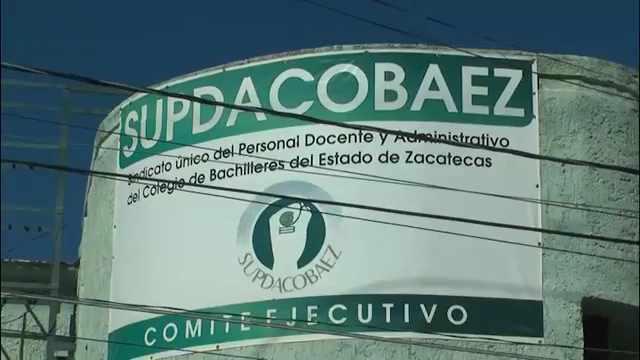 SUPDACOBAEZ
Sindicato único del Personal Docente y Administrativo
del Colegio de Bachilleres del Estado de Zacatecas
SUPDACOBAEZ
COMITE EJECUTIVO